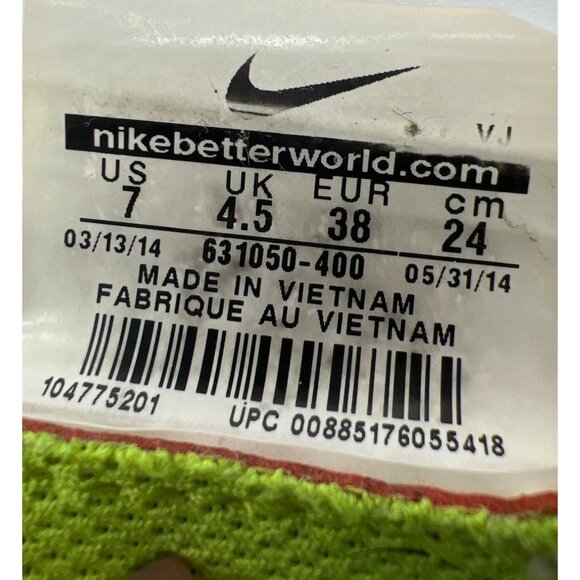 VJ
nikebetterworld.com
US UK EUR cm
7 4.5 38 24
03/13/14 631050-400 05/31/14
MADE IN VIETNAM
FABRIQUE AU VIETNAM
104775201 UPC 00885176055418